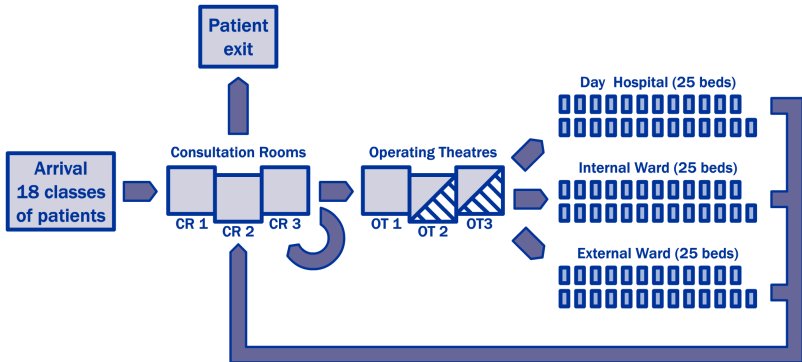 Patient
exit
Day Hospital (25 beds)
Consultation Rooms
Operating Theatres
Arrival
18 classes
of patients
Internal Ward (25 beds)
CR 1
CR 2
CR 3
OT 1
OT 2
OT3
External Ward (25 beds)